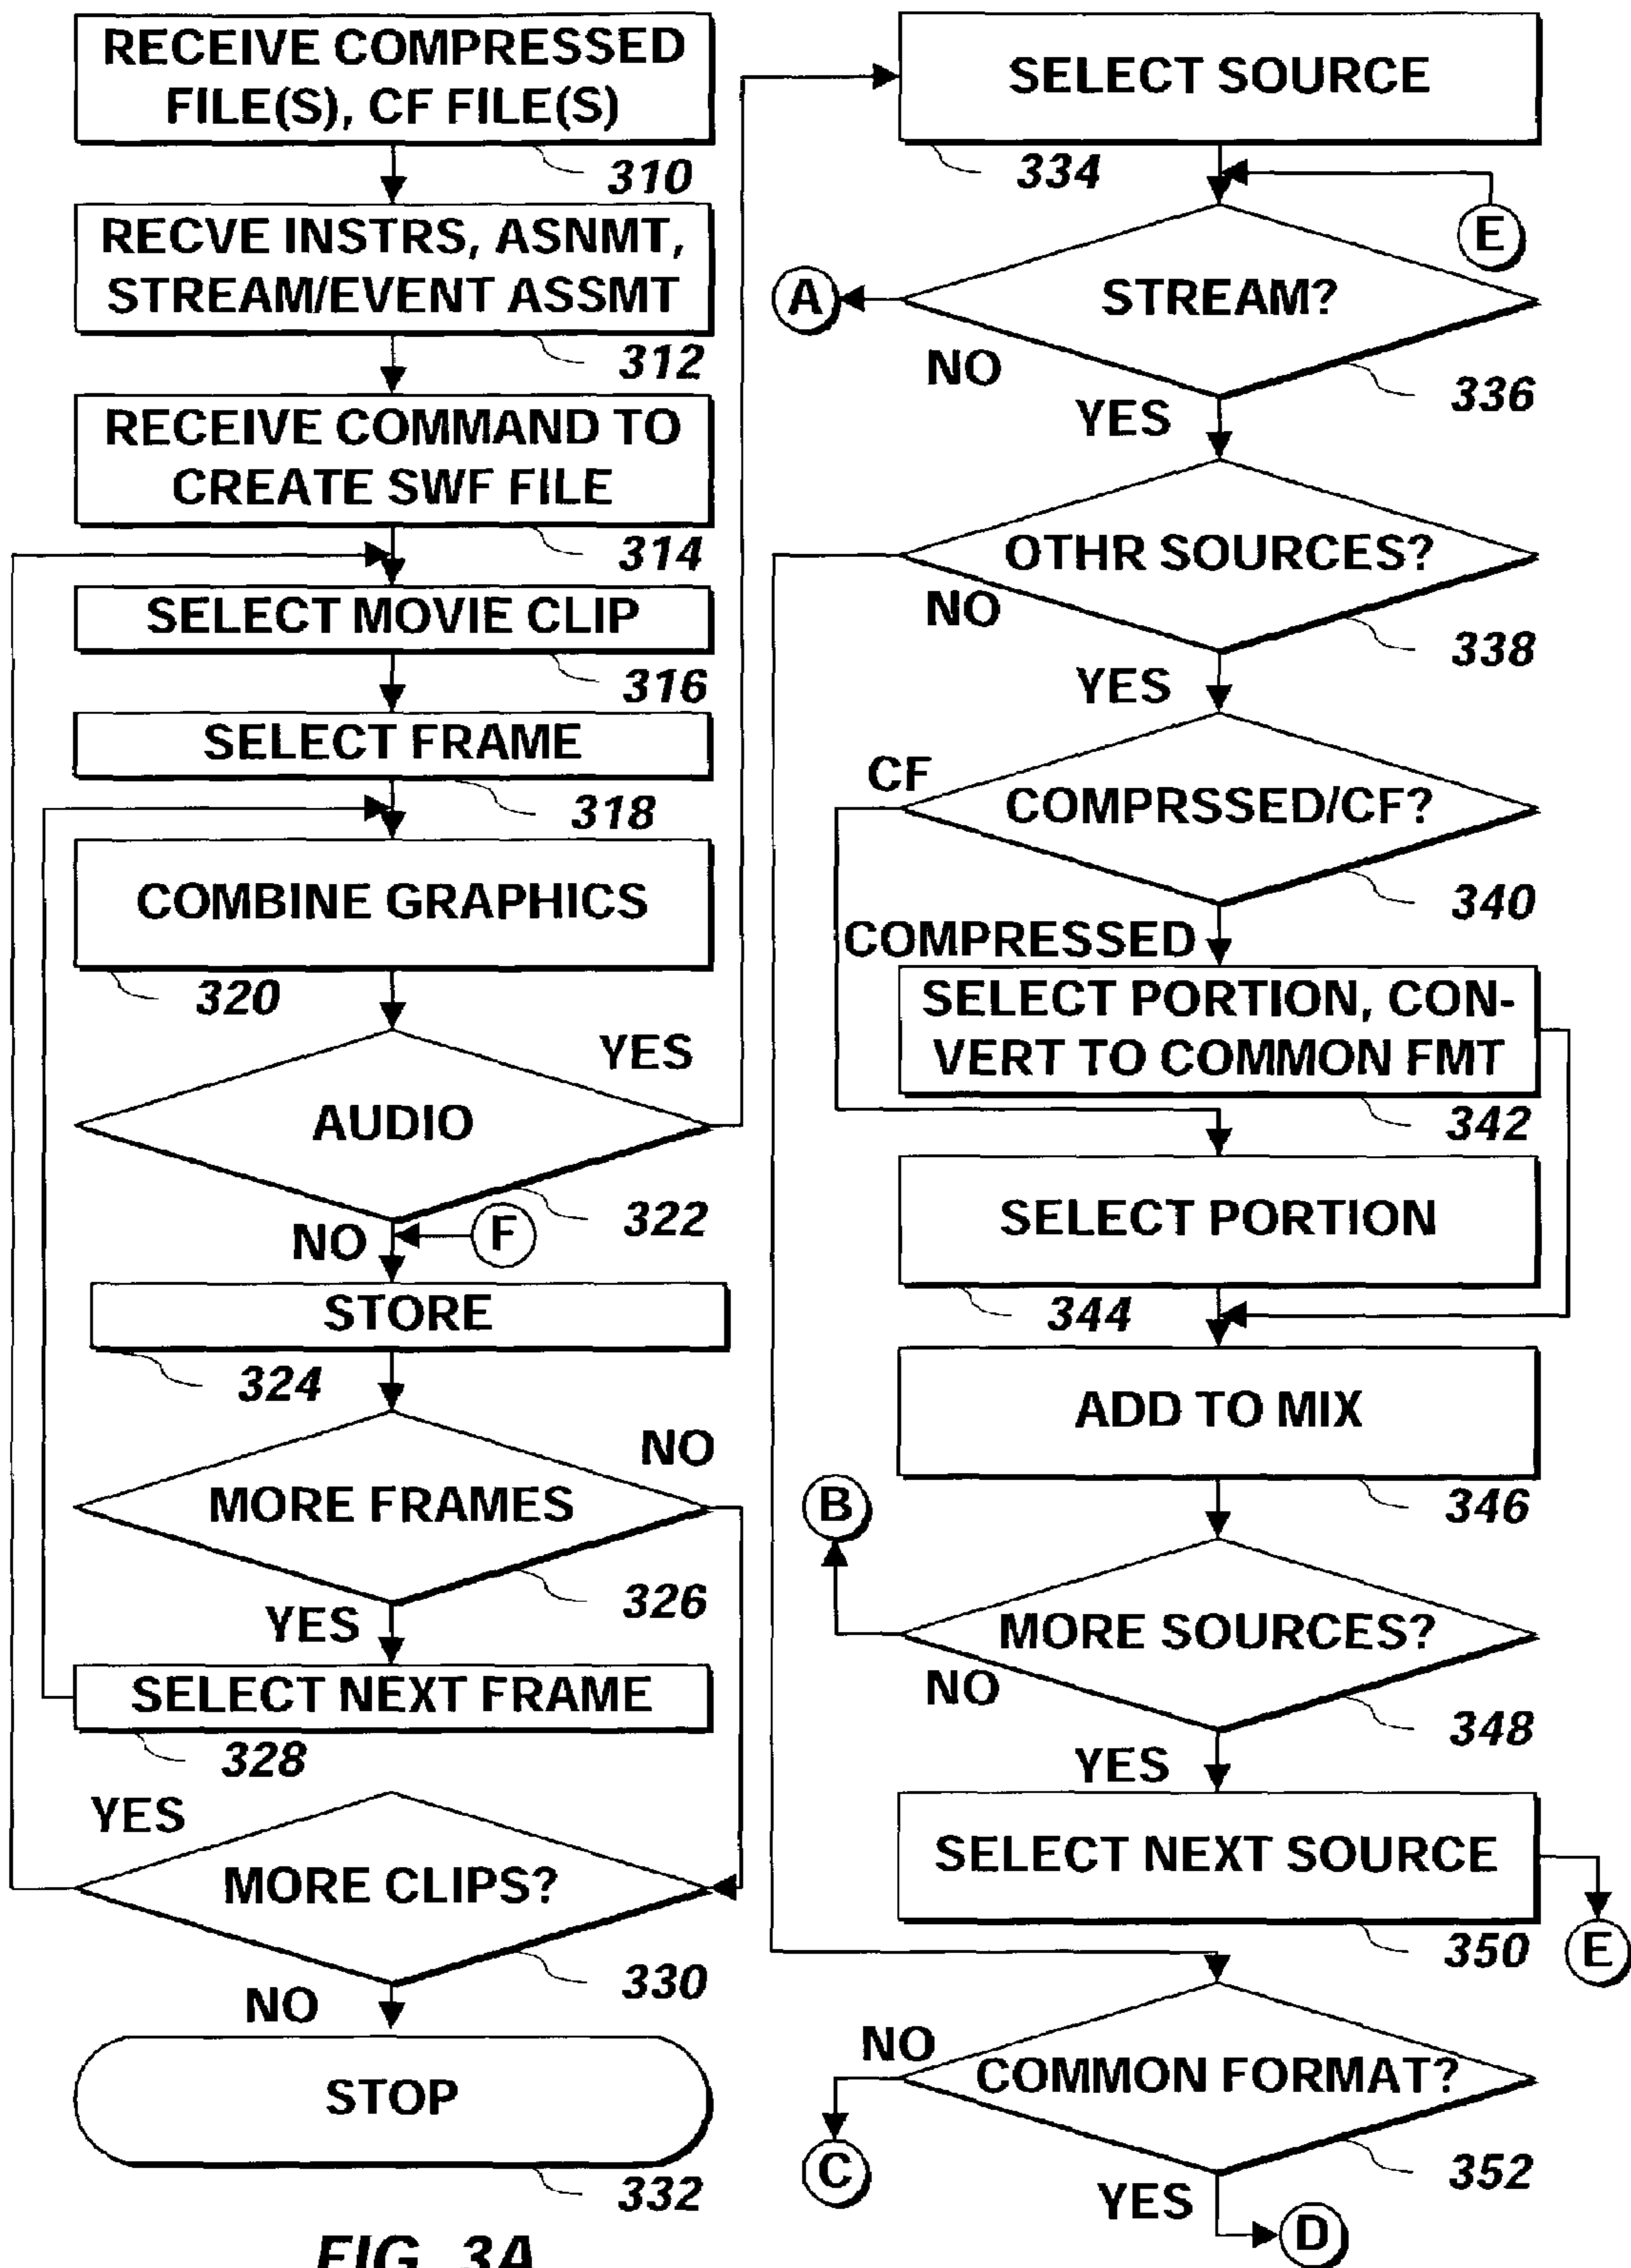 RECEIVE COMPRESSED
FILE(S), CF FILE(S)
310
RECVE INSTRS, ASNMT,
STREAM/EVENT ASSMT
312
RECEIVE COMMAND TO
CREATE SWF FILE
314
SELECT MOVIE CLIP
316
SELECT FRAME
318
COMBINE GRAPHICS
320
YES
AUDIO
322
NO
F
STORE
324
NO
MORE FRAMES
326
YES
SELECT NEXT FRAME
328
YES
MORE CLIPS?
330
NO
STOP
332
FIG. 3A
SELECT SOURCE
334
E
A
STREAM?
NO
336
YES
OTHR SOURCES?
NO
338
YES
CF
COMPRSSED/CF?
340
COMPRESSED
SELECT PORTION, CON-
VERT TO COMMON FMT
342
SELECT PORTION
344
ADD TO MIX
346
B
MORE SOURCES?
NO
348
YES
SELECT NEXT SOURCE
350
E
NO
COMMON FORMAT?
C
352
YES
D